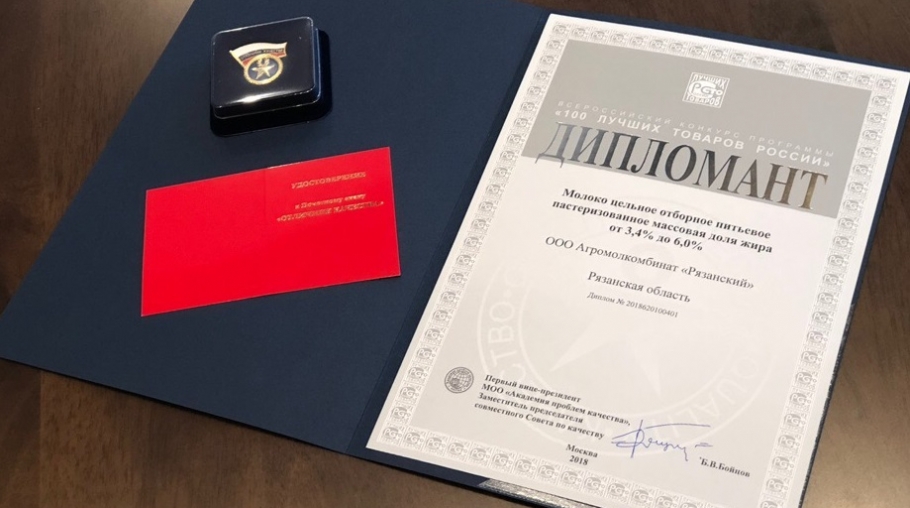 УДОСТОВЕРЕНИЕ
к Почетному знаку
«ОТЛИЧНИК КАЧЕСТВА»
ЛУЧШИХ
ТОВАРОВ
ВСЕРОССИЙСКИЙ КОНКУРС ПРОГРАММЫ
«100 ЛУЧШИХ ТОВАРОВ РОССИИ»
ДИПЛОМАНТ
Молоко цельное отборное питьевое
пастеризованное массовая доля жира
от 3,4% до 6,0%
ООО Агромолкомбинат «Рязанский»
Рязанская область
Диплом № 2018620100401
Первый вице-президент
МОО «Академия проблем качества»,
Заместитель председателя
совместного Совета по качеству
Б.В.Бойцов
Москва
2018